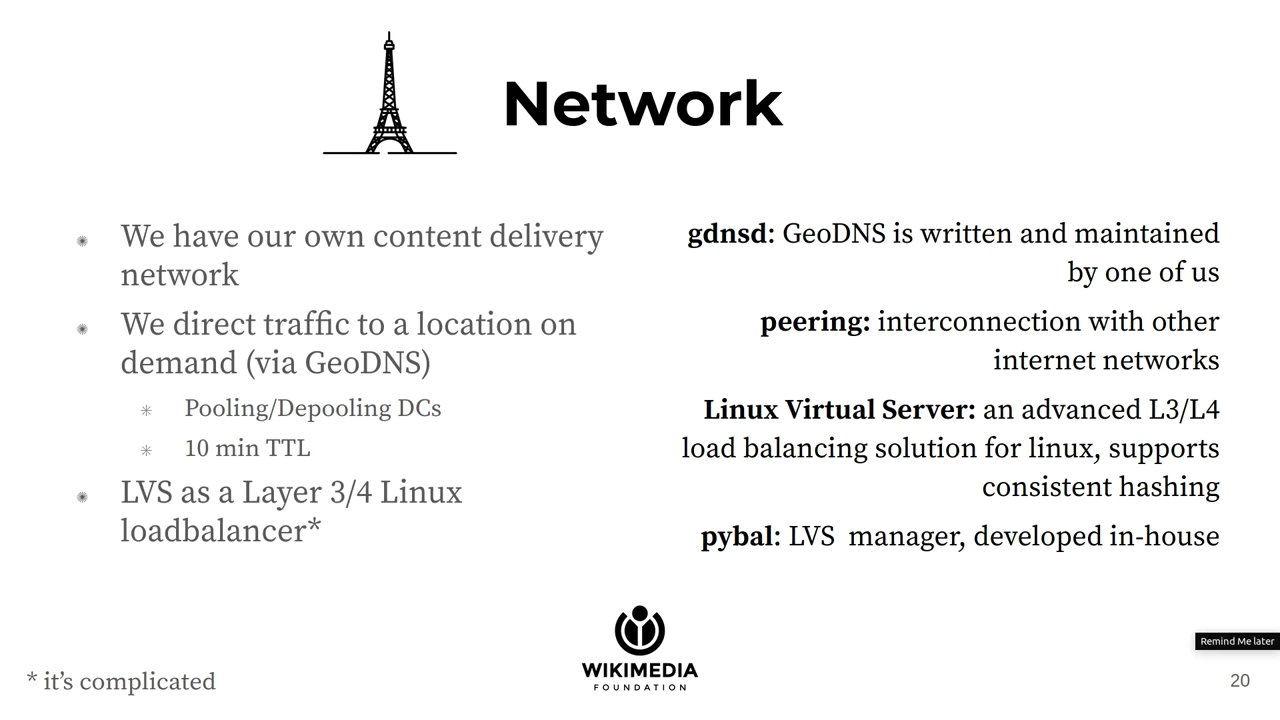 Network
We have our own content delivery
network
We direct traffic to a location on
demand (via GeoDNS)
Pooling/Depooling DCs
10 min TTL
LVS as a Layer 3/4 Linux
loadbalancer*
gdnsd: GeoDNS is written and maintained
by one of us
peering: interconnection with other
internet networks
Linux Virtual Server: an advanced L3/L4
load balancing solution for linux, supports
consistent hashing
pybal: LVS  manager, developed in-house
WIKIMEDIA
FOUNDATION
Remind Me later
* it’s complicated
20